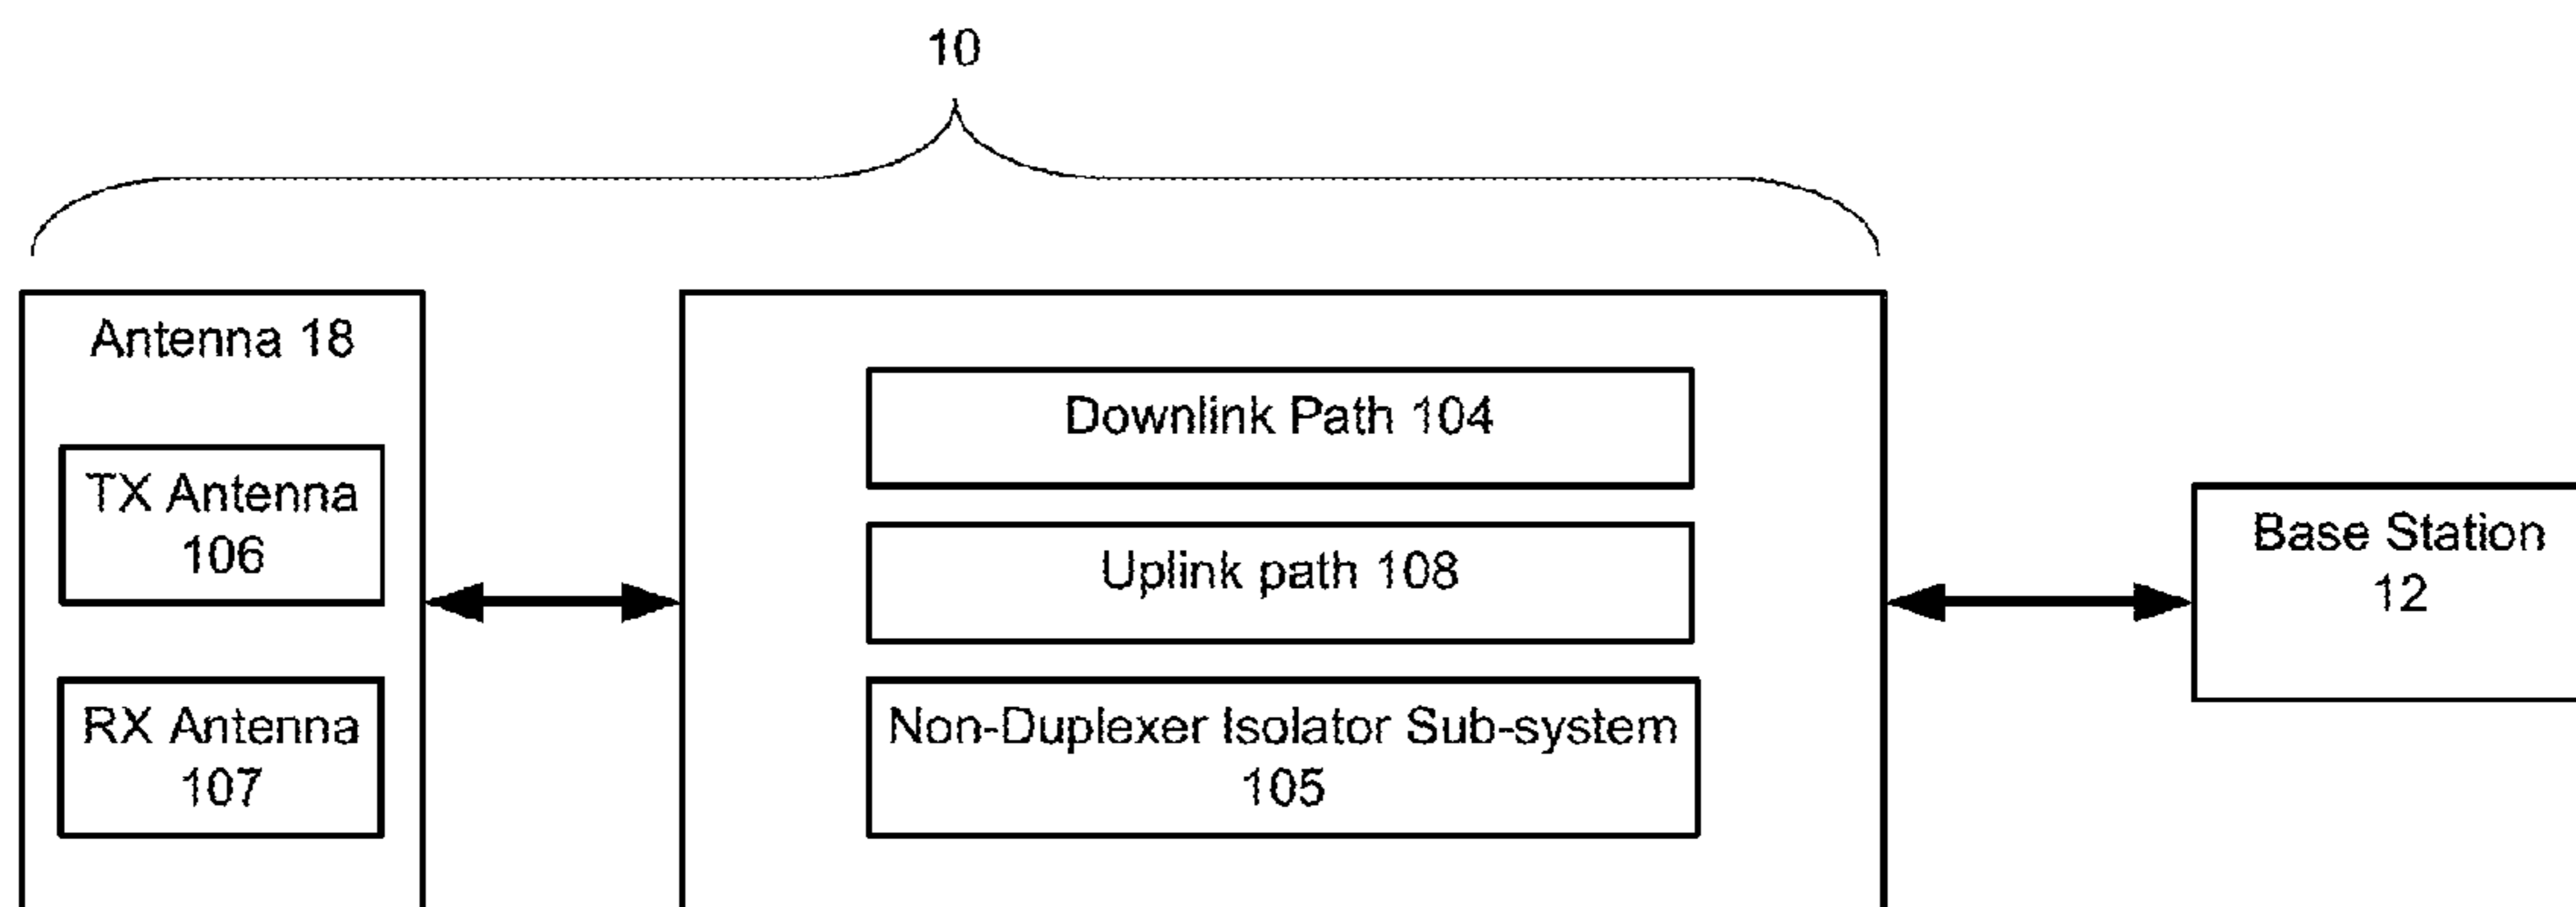 10
Antenna 18
TX Antenna
106
RX Antenna
107
Downlink Path 104
Uplink path 108
Non-Duplexer Isolator Sub-system
105
Base Station
12